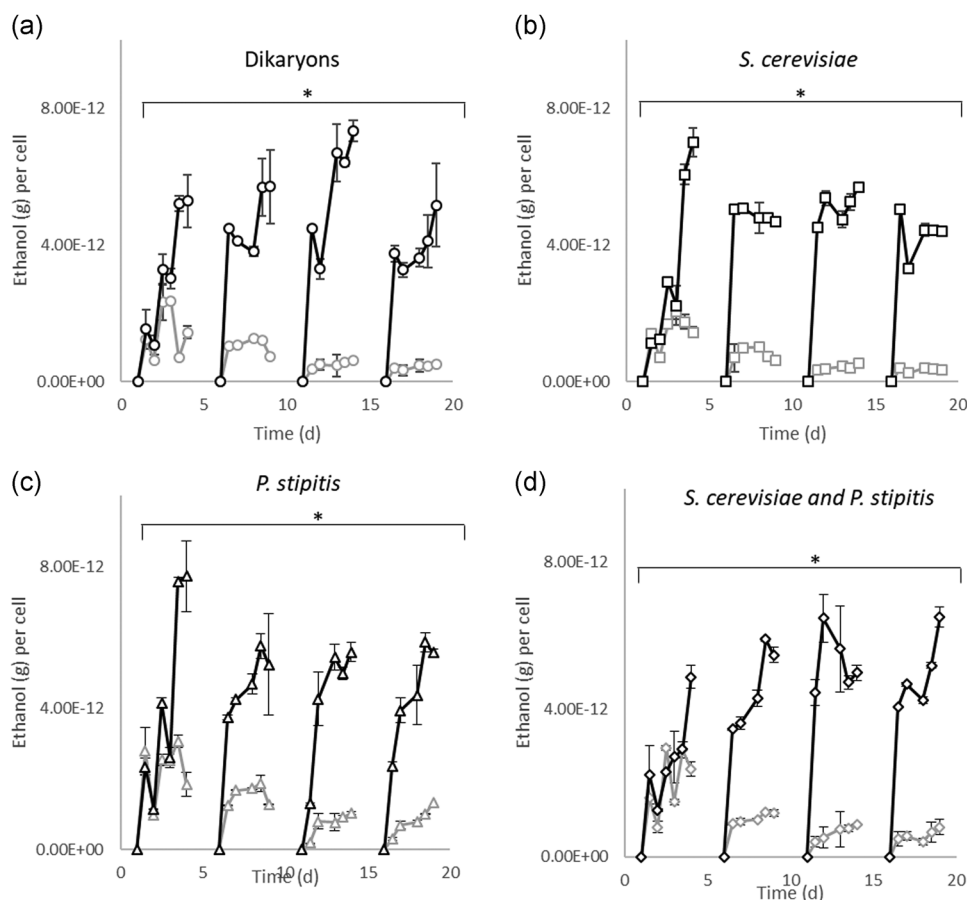 (a)
Dikaryons
*
8.00E-12
4.00E-12
0.00E+00
Ethanol (g) per cell
0 5 10 15 20
Time (d)
(b)
S. cerevisiae
*
8.00E-12
4.00E-12
0.00E+00
Ethanol (g) per cell
0 5 10 15 20
Time (d)
(c)
P. stipitis
*
8.00E-12
4.00E-12
0.00E+00
Ethanol (g) per cell
0 5 10 15 20
Time (d)
(d)
S. cerevisiae and P. stipitis
*
8.00E-12
4.00E-12
0.00E+00
Ethanol (g) per cell
0 5 10 15 20
Time (d)